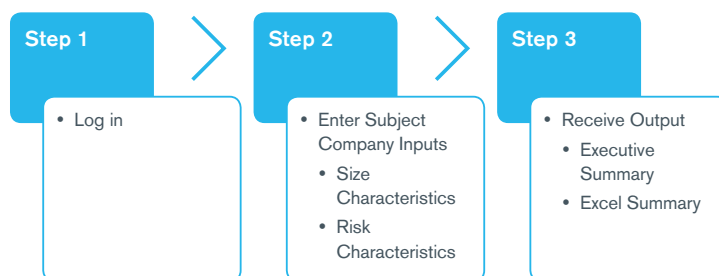 Step 1
• Log in
Step 2
• Enter Subject
Company Inputs
• Size
Characteristics
• Risk
Characteristics
Step 3
• Receive Output
• Executive
Summary
• Excel Summary